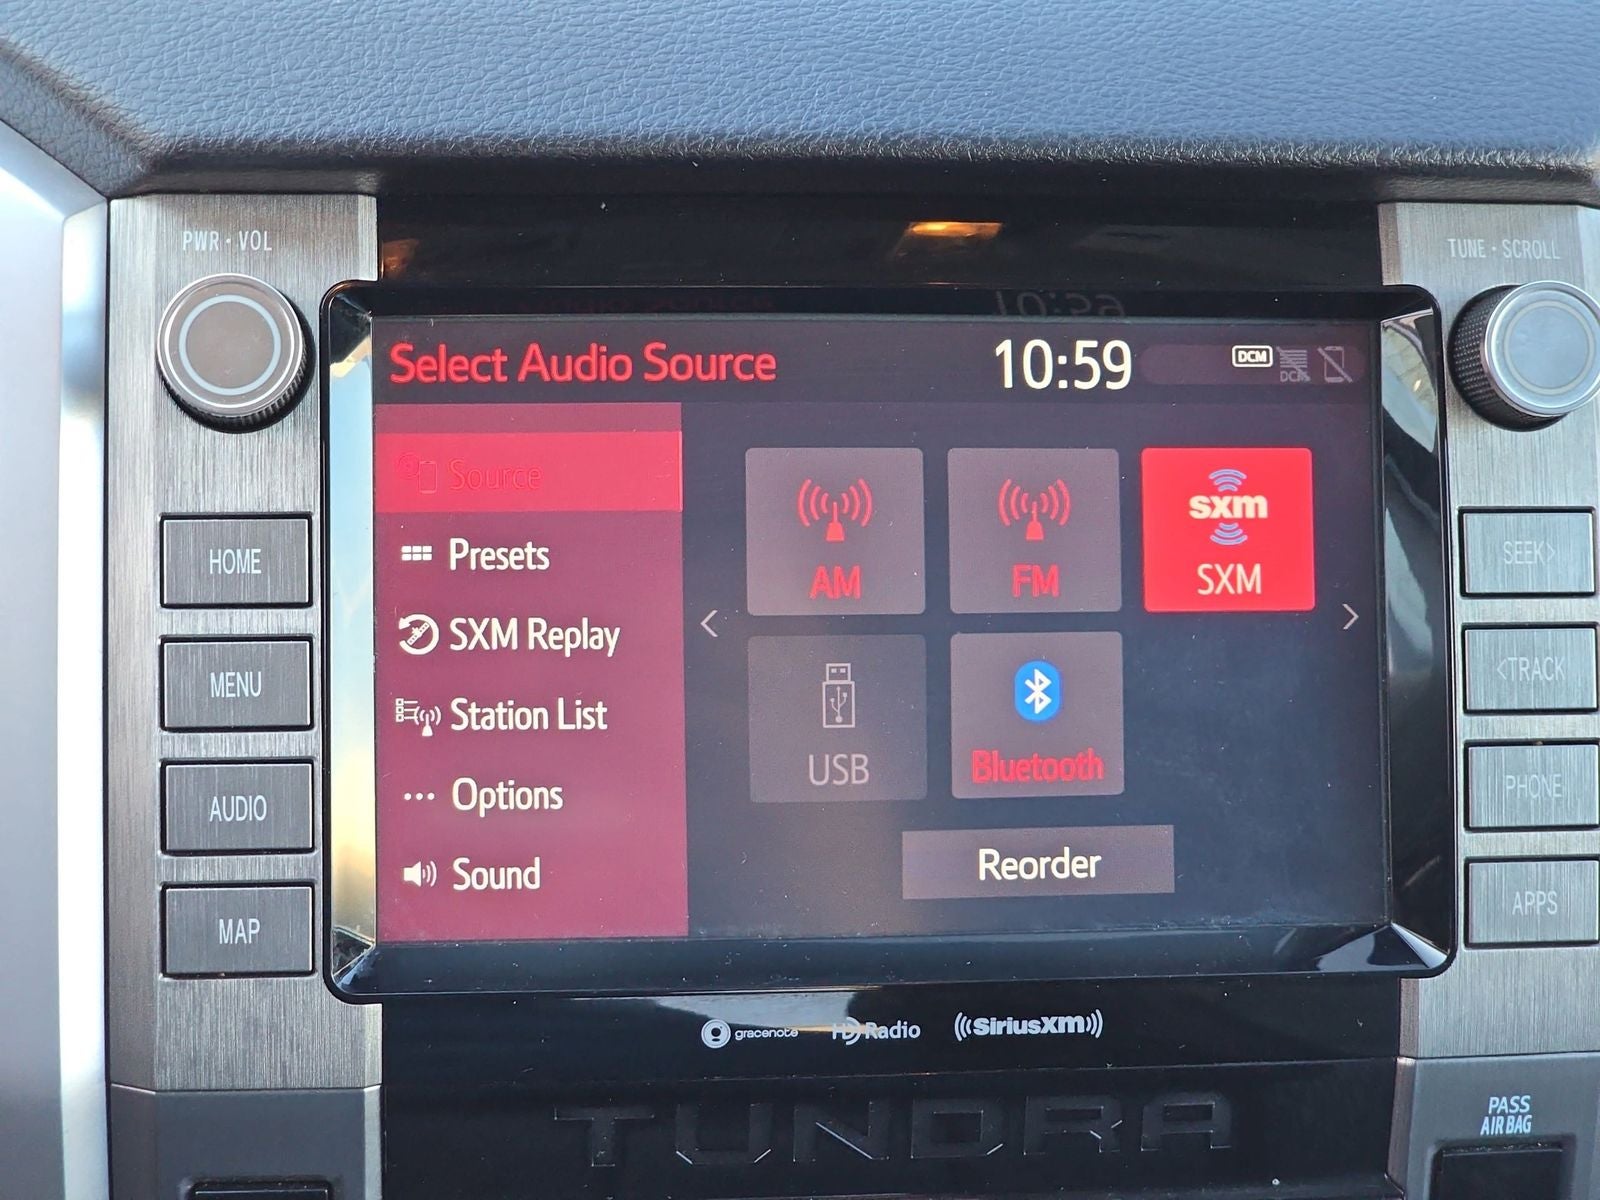 PWR · VOL
TUNE · SCROLL
Select Audio Source
10:59
DCM
DCM
Source
Presets
SXM Replay
Station List
Options
Sound
AM
FM
sxm
SXM
USB
Bluetooth
Reorder
HOME
MENU
AUDIO
MAP
SEEK>
<TRACK
PHONE
APPS
gracenote
HD Radio
((SiriusXM))
TUNDRA
PASS
AIR BAG